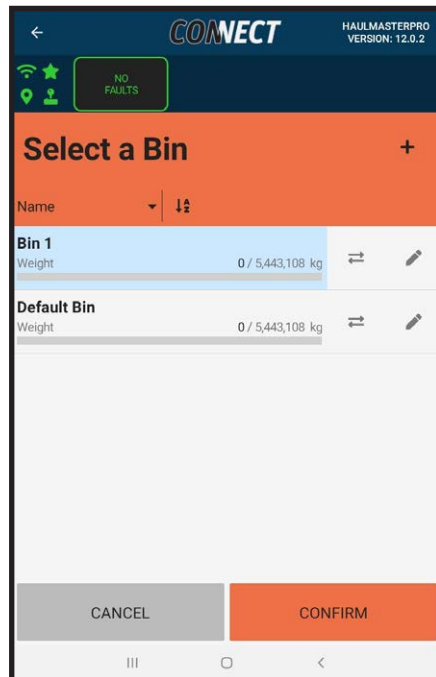 CONNECT
HAULMASTERPRO
VERSION: 12.0.2
NO
FAULTS
Select a Bin
+
Name
Bin 1
Weight 0 / 5,443,108 kg
Default Bin
Weight 0 / 5,443,108 kg
CANCEL CONFIRM